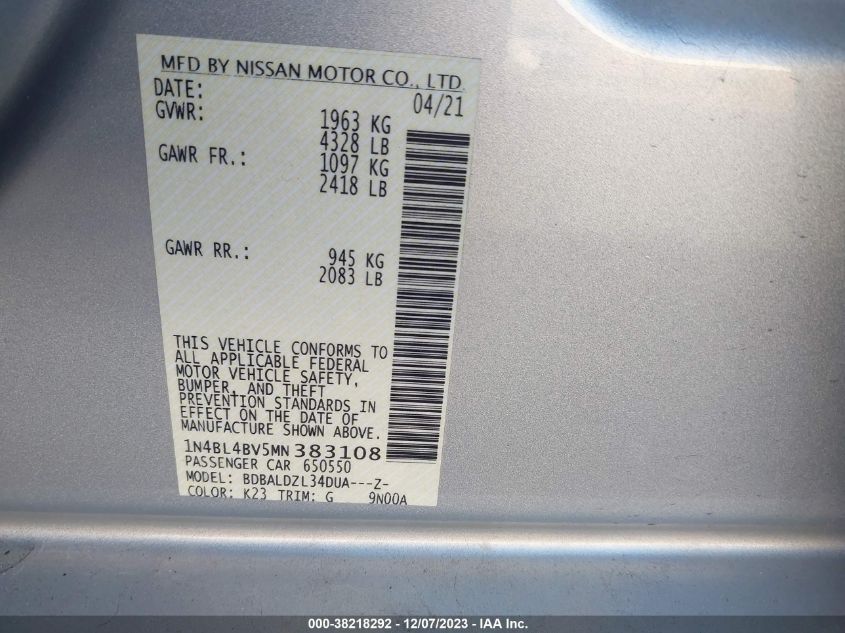 MFD BY NISSAN MOTOR CO., LTD.
DATE: 04/21
GVWR: 1963 KG
4328 LB
GAWR FR.: 1097 KG
2418 LB
GAWR RR.: 945 KG
2083 LB
THIS VEHICLE CONFORMS TO
ALL APPLICABLE FEDERAL
MOTOR VEHICLE SAFETY,
BUMPER, AND THEFT
PREVENTION STANDARDS IN
EFFECT ON THE DATE OF
MANUFACTURE SHOWN ABOVE.
1N4BL4BV5MN383108
PASSENGER CAR 650550
MODEL: BDBALDZL34DUA---Z-
COLOR: K23 TRIM: G 9N00A
000-38218292 - 12/07/2023 - IAA Inc.